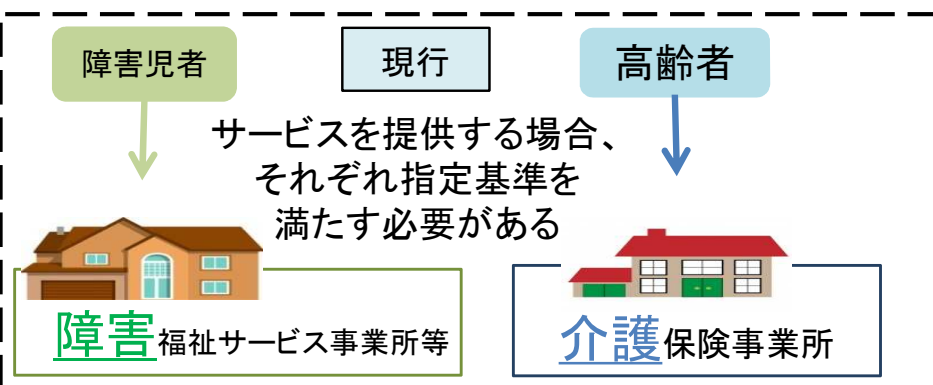 障害児者
現行
高齢者
サービスを提供する場合、
それぞれ指定基準を
満たす必要がある
障害福祉サービス事業所等
介護保険事業所